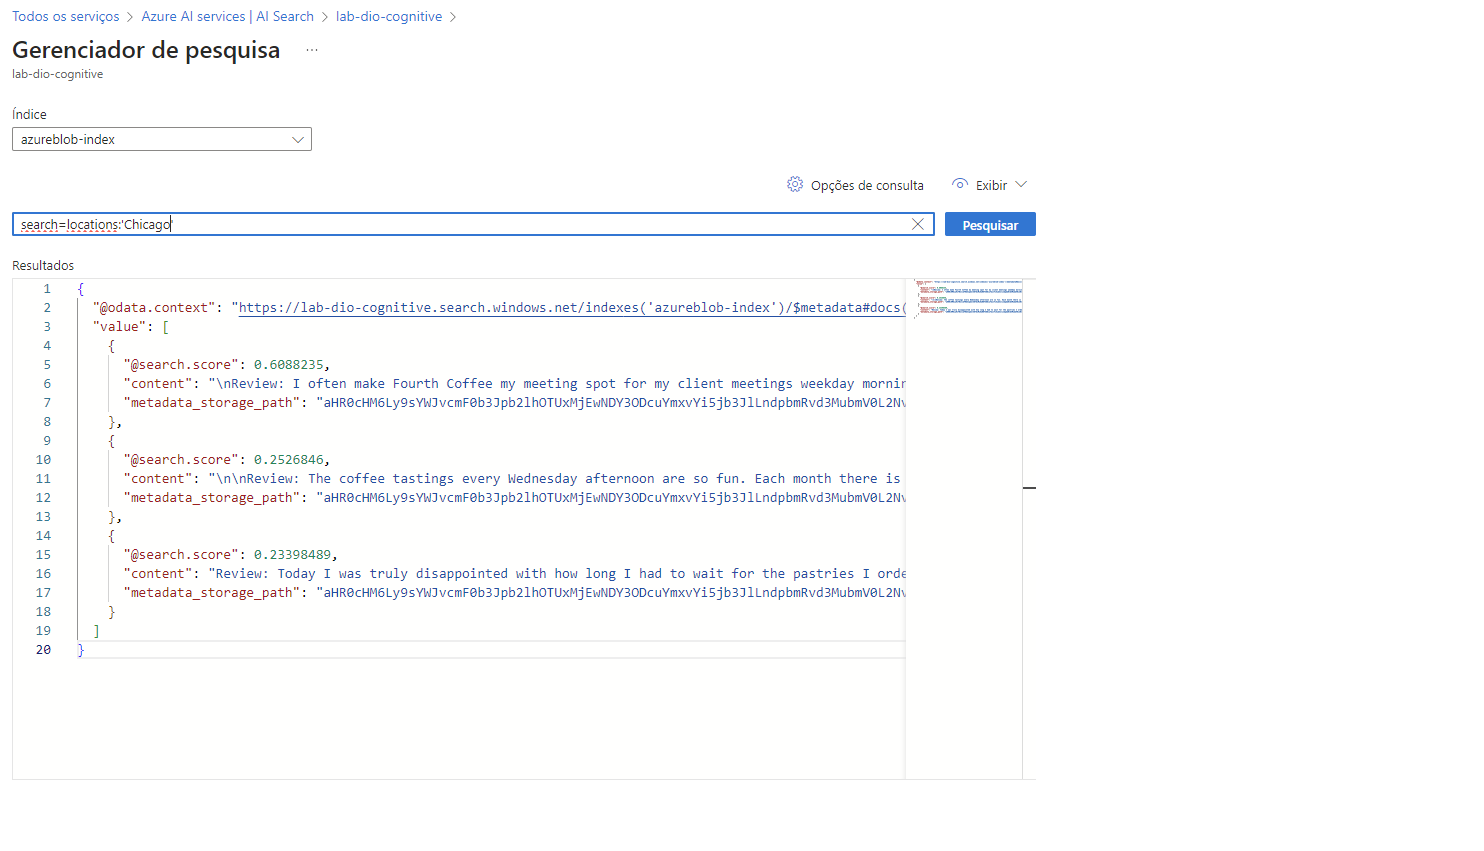 Todos os serviços > Azure AI services | AI Search > lab-dio-cognitive >
Gerenciador de pesquisa ...
lab-dio-cognitive
Índice
azureblob-index
Opções de consulta Exibir
search=locations:'Chicago'
Pesquisar
Resultados
1 {
2 "@odata.context": "https://lab-dio-cognitive.search.windows.net/indexes('azureblob-index')/$metadata#docs(
3 "value": [
4 {
5 "@search.score": 0.6088235,
6 "content": "\nReview: I often make Fourth Coffee my meeting spot for my client meetings weekday mornin
7 "metadata_storage_path": "aHR0cHM6Ly9sYWJvcmF0b3Jpb2lhOTUxMjEwNDY3ODcuYmxvYi5jb3JlLndpbmRvd3MubmV0L2Nv
8 },
9 {
10 "@search.score": 0.2526846,
11 "content": "\n\nReview: The coffee tastings every Wednesday afternoon are so fun. Each month there is
12 "metadata_storage_path": "aHR0cHM6Ly9sYWJvcmF0b3Jpb2lhOTUxMjEwNDY3ODcuYmxvYi5jb3JlLndpbmRvd3MubmV0L2Nv
13 },
14 {
15 "@search.score": 0.23398489,
16 "content": "Review: Today I was truly disappointed with how long I had to wait for the pastries I orde
17 "metadata_storage_path": "aHR0cHM6Ly9sYWJvcmF0b3Jpb2lhOTUxMjEwNDY3ODcuYmxvYi5jb3JlLndpbmRvd3MubmV0L2Nv
18 }
19 ]
20 }